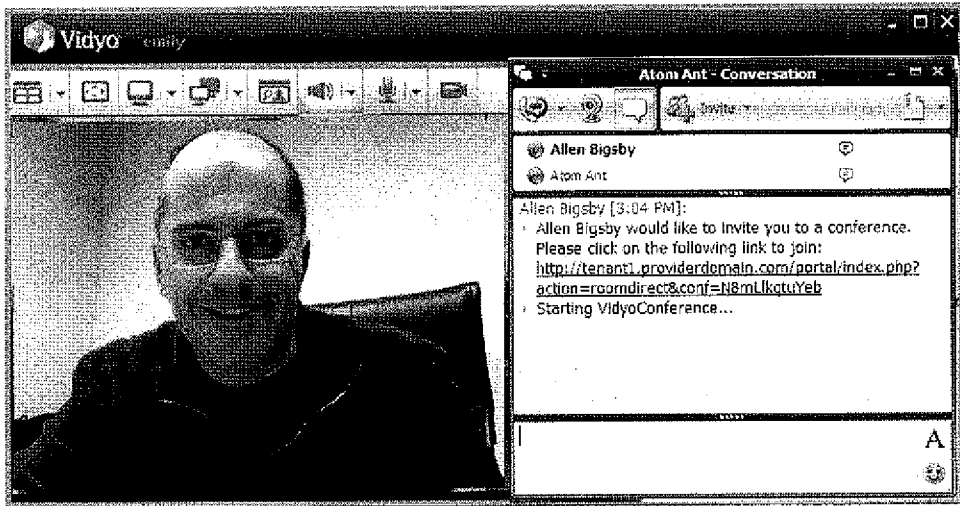 Vidyo emily
Atom Ant - Conversation
Invite
Allen Bigsby
Atom Ant
Allen Bigsby [3:04 PM]:
Allen Bigsby would like to invite you to a conference.
Please click on the following link to join:
http://tenant1.providerdomain.com/portal/index.php?
action=roomdirect&conf=N8mLlkqtuYeb
Starting VidyoConference...
A